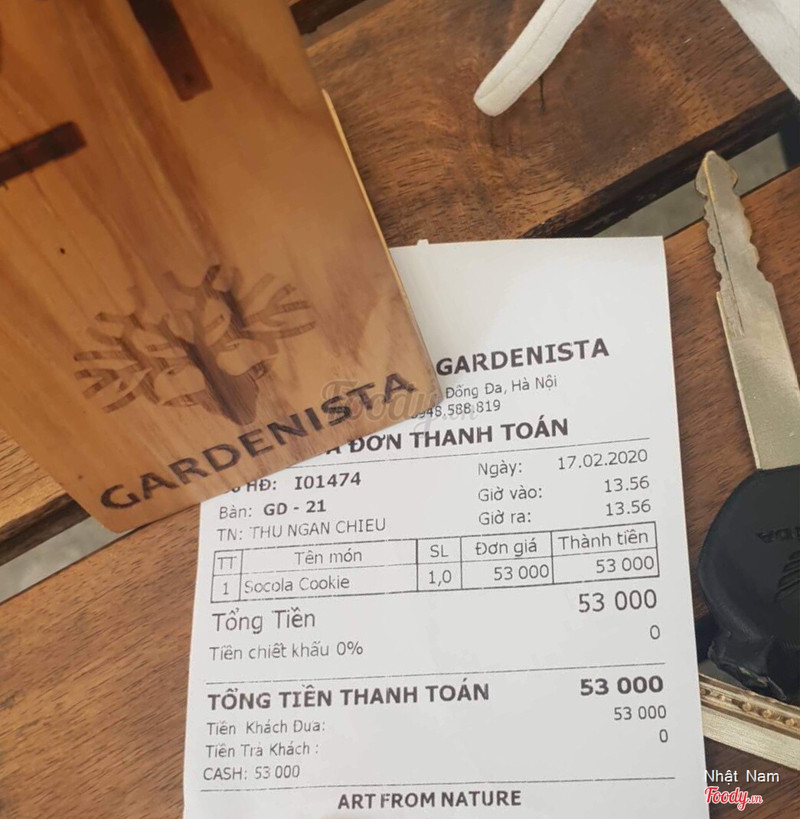 GARDENISTA
GARDENISTA
Đống Đa, Hà Nội
948.588.819
ĐƠN THANH TOÁN
HĐ: I01474
Ngày: 17.02.2020
Bàn: GD - 21
Giờ vào: 13.56
TN: THU NGAN CHIEU
Giờ ra: 13.56
TT Tên món SL Đơn giá Thành tiền
1 Socola Cookie 1,0 53 000 53 000
Tổng Tiền 53 000
Tiền chiết khấu 0% 0
TỔNG TIỀN THANH TOÁN 53 000
Tiền Khách Đưa: 53 000
Tiền Trả Khách : 0
CASH: 53 000
ART FROM NATURE
Foody.vn
Nhật Nam
Foody.vn